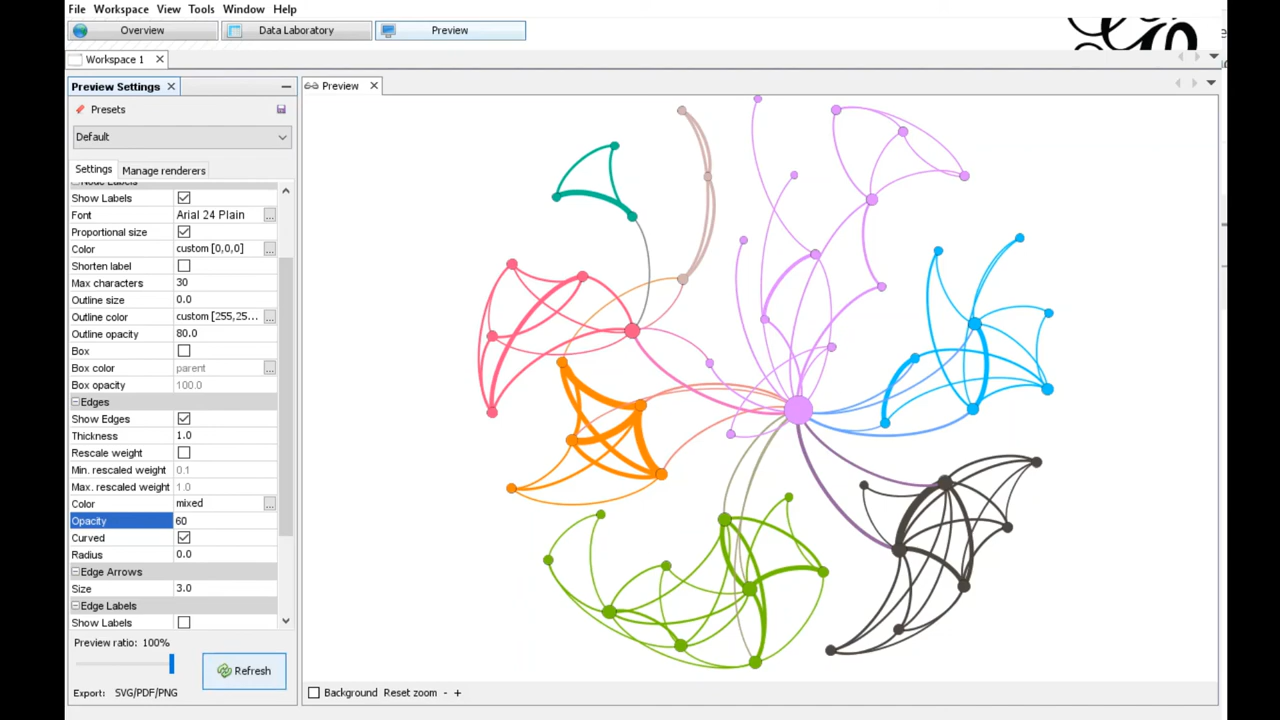 File Workspace View Tools Window Help
Overview Data Laboratory Preview
Workspace 1
Preview Settings
Preview
Presets
Default
Settings Manage renderers
Node Labels
Show Labels
Font Arial 24 Plain ...
Proportional size
Color custom [0,0,0] ...
Shorten label
Max characters 30
Outline size 0.0
Outline color custom [255,25... ...
Outline opacity 80.0
Box
Box color parent ...
Box opacity 100.0
Edges
Show Edges
Thickness 1.0
Rescale weight
Min. rescaled weight 0.1
Max. rescaled weight 1.0
Color mixed ...
Opacity 60
Curved
Radius 0.0
Edge Arrows
Size 3.0
Edge Labels
Show Labels
Preview ratio: 100%
Refresh
Export: SVG/PDF/PNG
Background Reset zoom - +